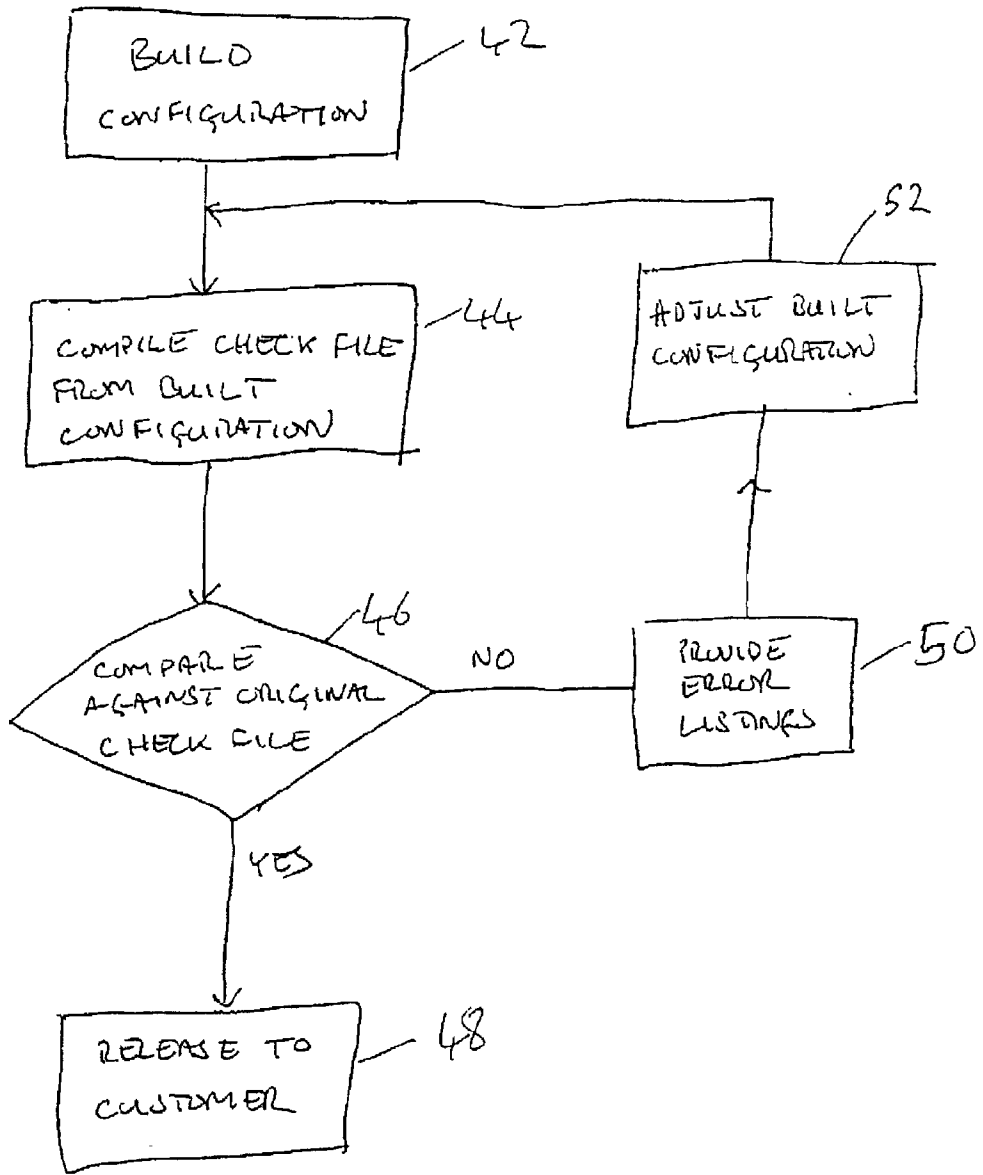 BUILD
CONFIGURATION
42
52
COMPILE CHECK FILE
FROM BUILT
CONFIGURATION
44
ADJUST BUILT
CONFIGURATION
COMPARE
AGAINST ORIGINAL
CHECK FILE
46
NO
PROVIDE
ERROR
LISTINGS
50
YES
RELEASE TO
CUSTOMER
48